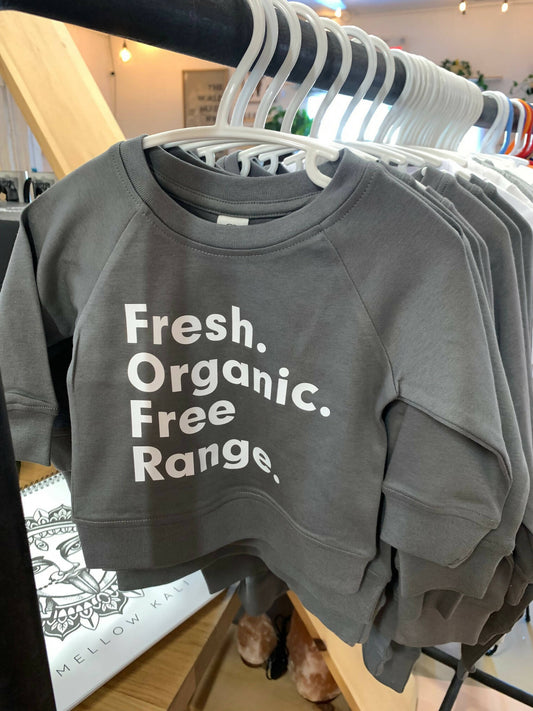 Fresh.
Organic.
Free
Range.
MELLOW KALI